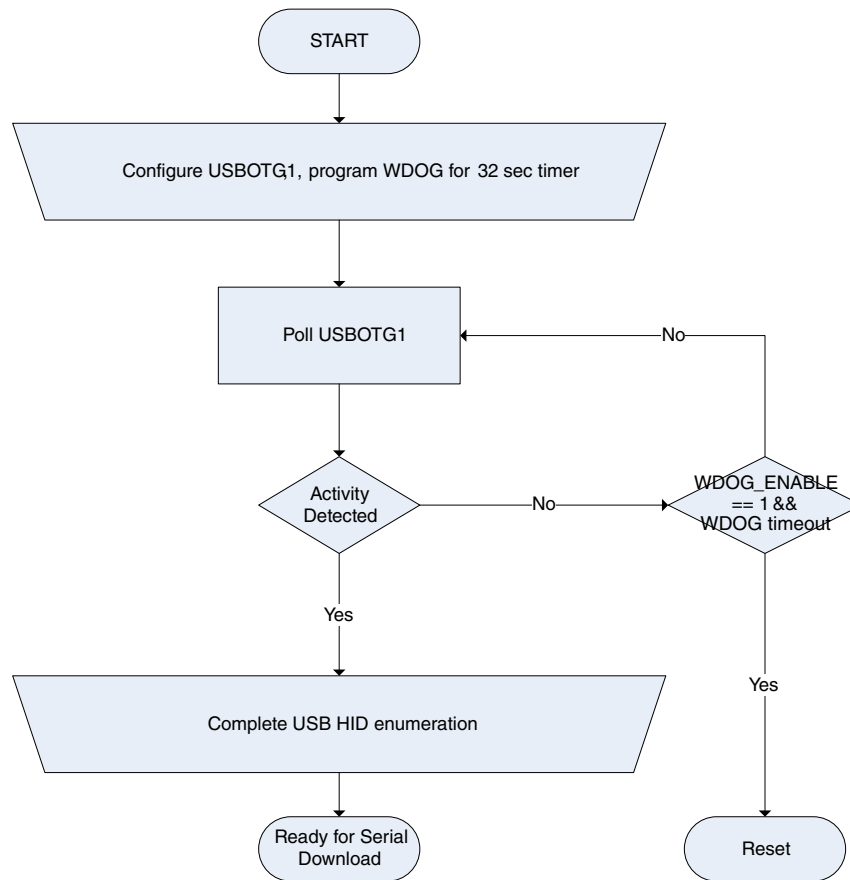 START
Configure USBOTG1, program WDOG for 32 sec timer
Poll USBOTG1
No
Activity
Detected
No
WDOG_ENABLE
== 1 &&
WDOG timeout
Yes
Yes
Complete USB HID enumeration
Ready for Serial
Download
Reset